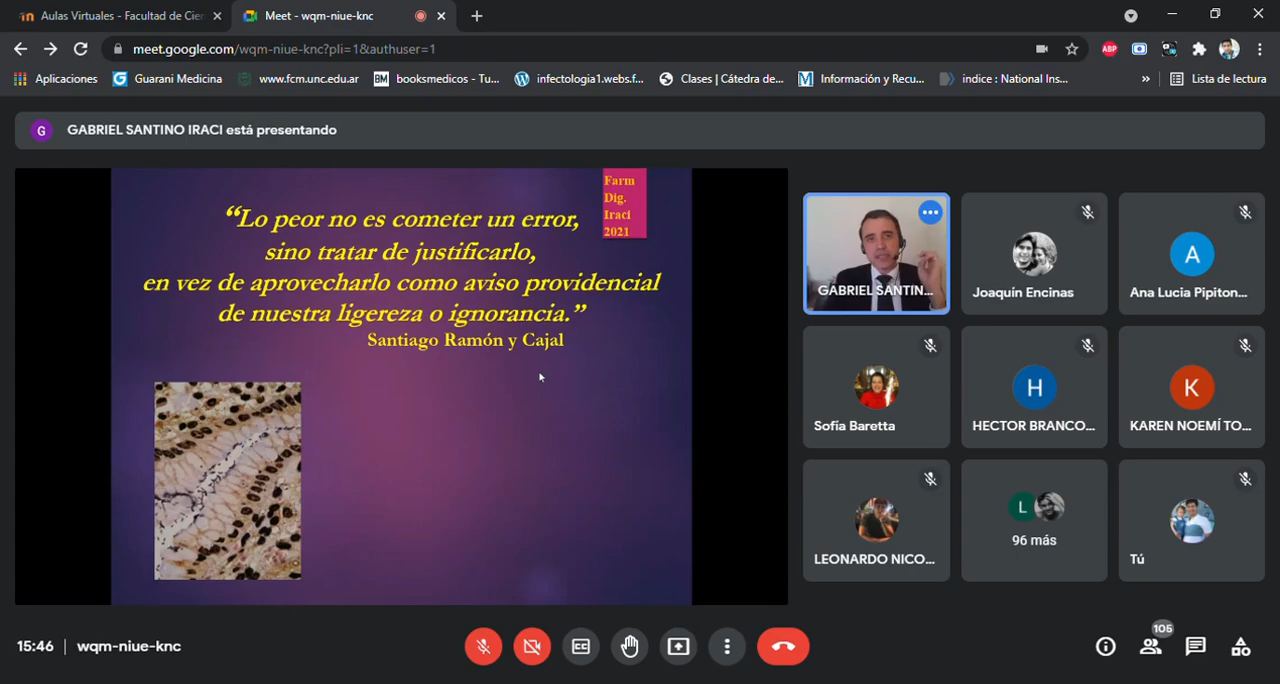 Aulas Virtuales - Facultad de Cier
Meet - wqm-niue-knc
meet.google.com/wqm-niue-knc?pli=1&authuser=1
ABP
Aplicaciones
Guarani Medicina
www.fcm.unc.edu.ar
BM booksmedicos - Tu...
infectologia1.webs.f...
Clases | Cátedra de...
Información y Recu...
indice : National Ins...
»
Lista de lectura
G GABRIEL SANTINO IRACI está presentando
Farm
Dig.
Iraci
2021
“Lo peor no es cometer un error,
sino tratar de justificarlo,
en vez de aprovecharlo como aviso providencial
de nuestra ligereza o ignorancia.”
Santiago Ramón y Cajal
GABRIEL SANTIN...
Joaquín Encinas
A
Ana Lucia Pipiton...
Sofía Baretta
H
HECTOR BRANCO...
K
KAREN NOEMÍ TO...
LEONARDO NICO...
L
96 más
Tú
15:46 | wqm-niue-knc
CC
105